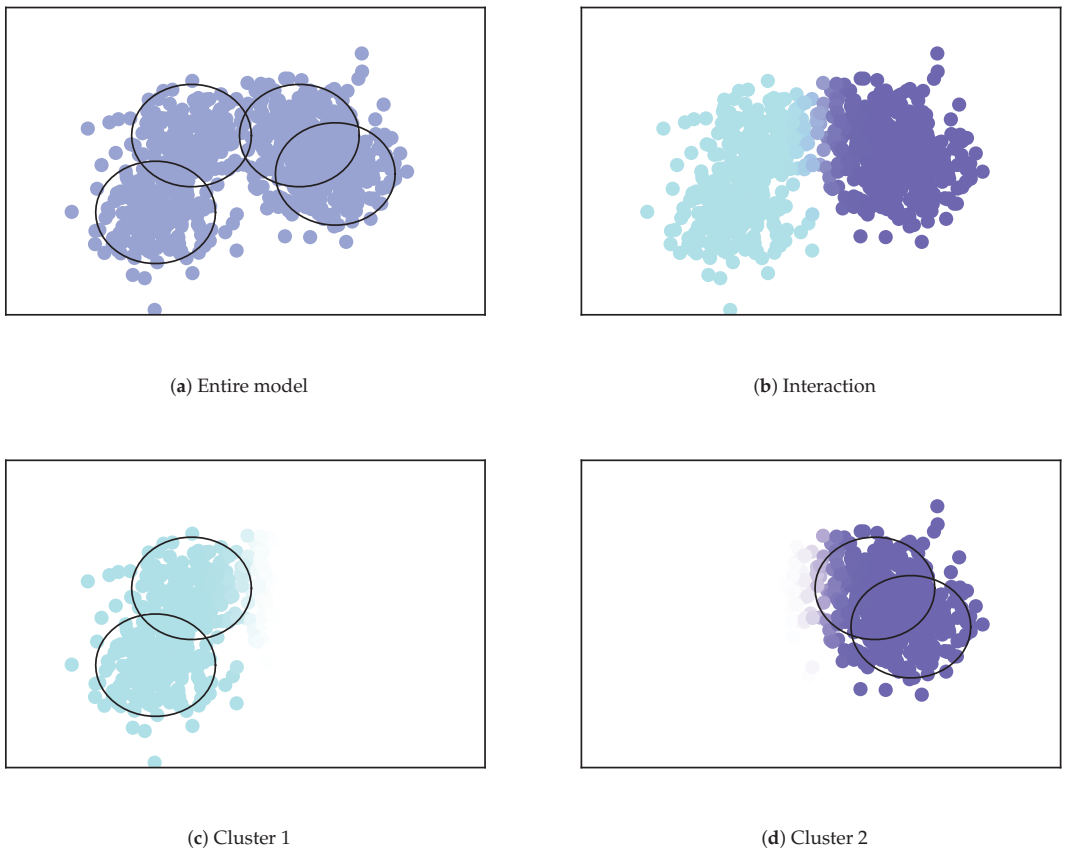 (a) Entire model
(b) Interaction
(c) Cluster 1
(d) Cluster 2